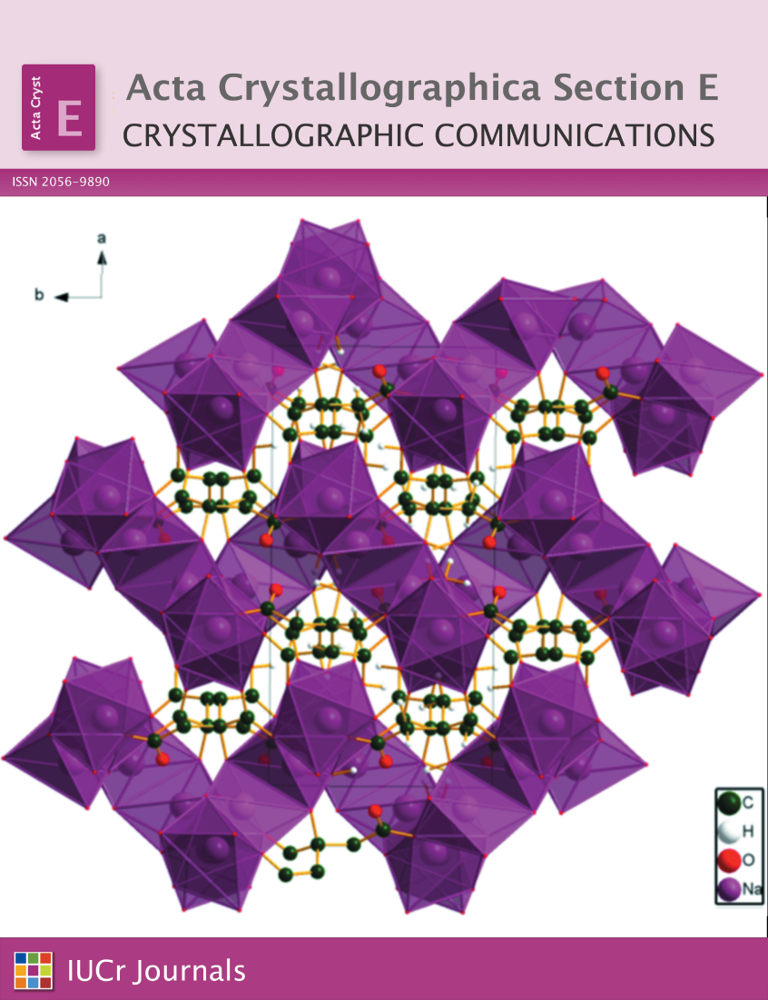 Acta Cryst
E
Acta Crystallographica Section E
CRYSTALLOGRAPHIC COMMUNICATIONS
ISSN 2056–9890
a
b
C
H
O
Na
IUCr Journals